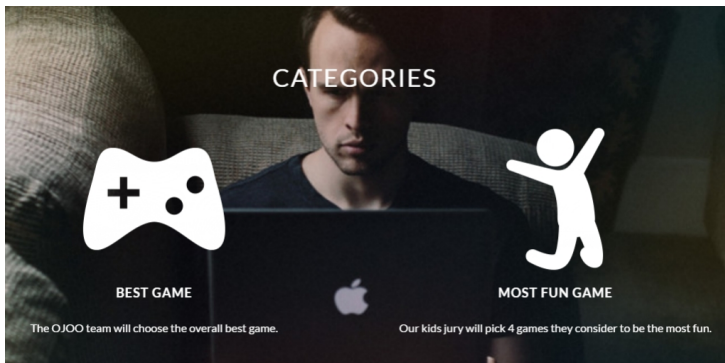 CATEGORIES
BEST GAME
The OJOO team will choose the overall best game.
MOST FUN GAME
Our kids jury will pick 4 games they consider to be the most fun.